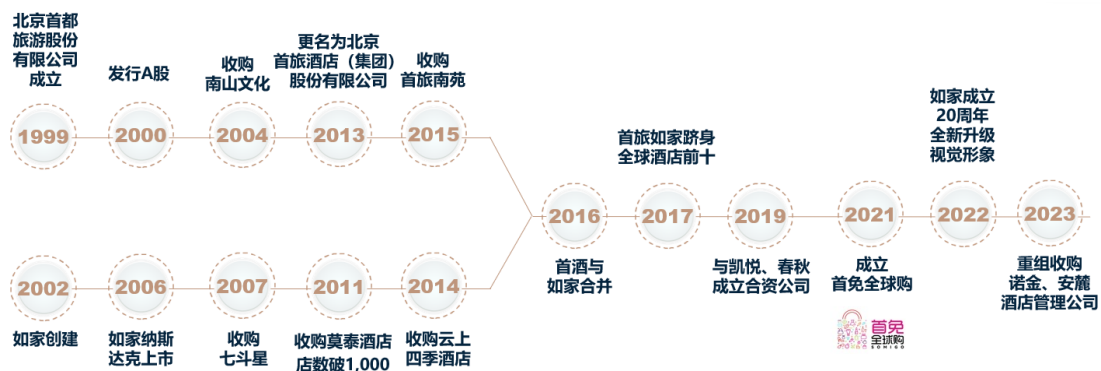 北京首都
旅游股份
有限公司
成立
1999
发行A股
2000
收购
南山文化
2004
更名为北京
首旅酒店（集团）
股份有限公司
2013
收购
首旅南苑
2015
2002
如家创建
2006
如家纳斯
达克上市
2007
收购
七斗星
2011
收购莫泰酒店
店数破1,000
2014
收购云上
四季酒店
2016
首酒与
如家合并
首旅如家跻身
全球酒店前十
2017
2019
与凯悦、春秋
成立合资公司
2021
成立
首免全球购
首免
全球购
SOMIGO
如家成立
20周年
全新升级
视觉形象
2022
2023
重组收购
诺金、安麓
酒店管理公司